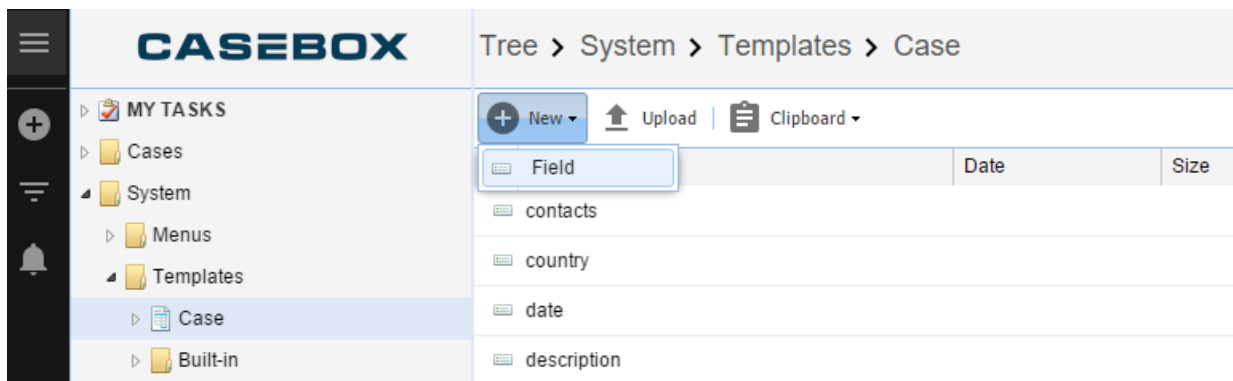 CASEBOX
Tree > System > Templates > Case
MY TASKS
Cases
System
Menus
Templates
Case
Built-in
New Upload Clipboard
Field
Date Size
contacts
country
date
description